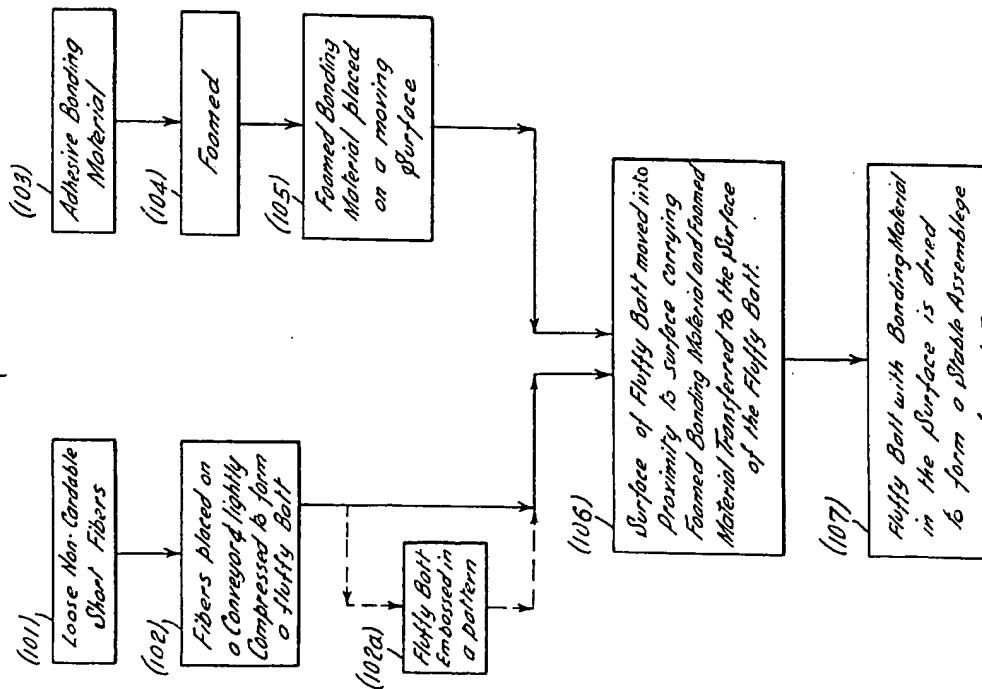 (101)
Loose Non-Cardable
Short Fibers
(102)
Fibers placed on
a Conveyor & lightly
Compressed to form
a fluffy Batt
(102a)
Fluffy Batt
Embossed in
a pattern
(103)
Adhesive Bonding
Material
(104)
Foamed
(105)
Foamed Bonding
Material placed
on a moving
Surface
(106)
Surface of Fluffy Batt moved into
Proximity to surface carrying
Foamed Bonding Material and Foamed
Material Transferred to the Surface
of the Fluffy Batt.
(107)
Fluffy Batt with Bonding Material
in the Surface is dried
to form a Stable Assemblege